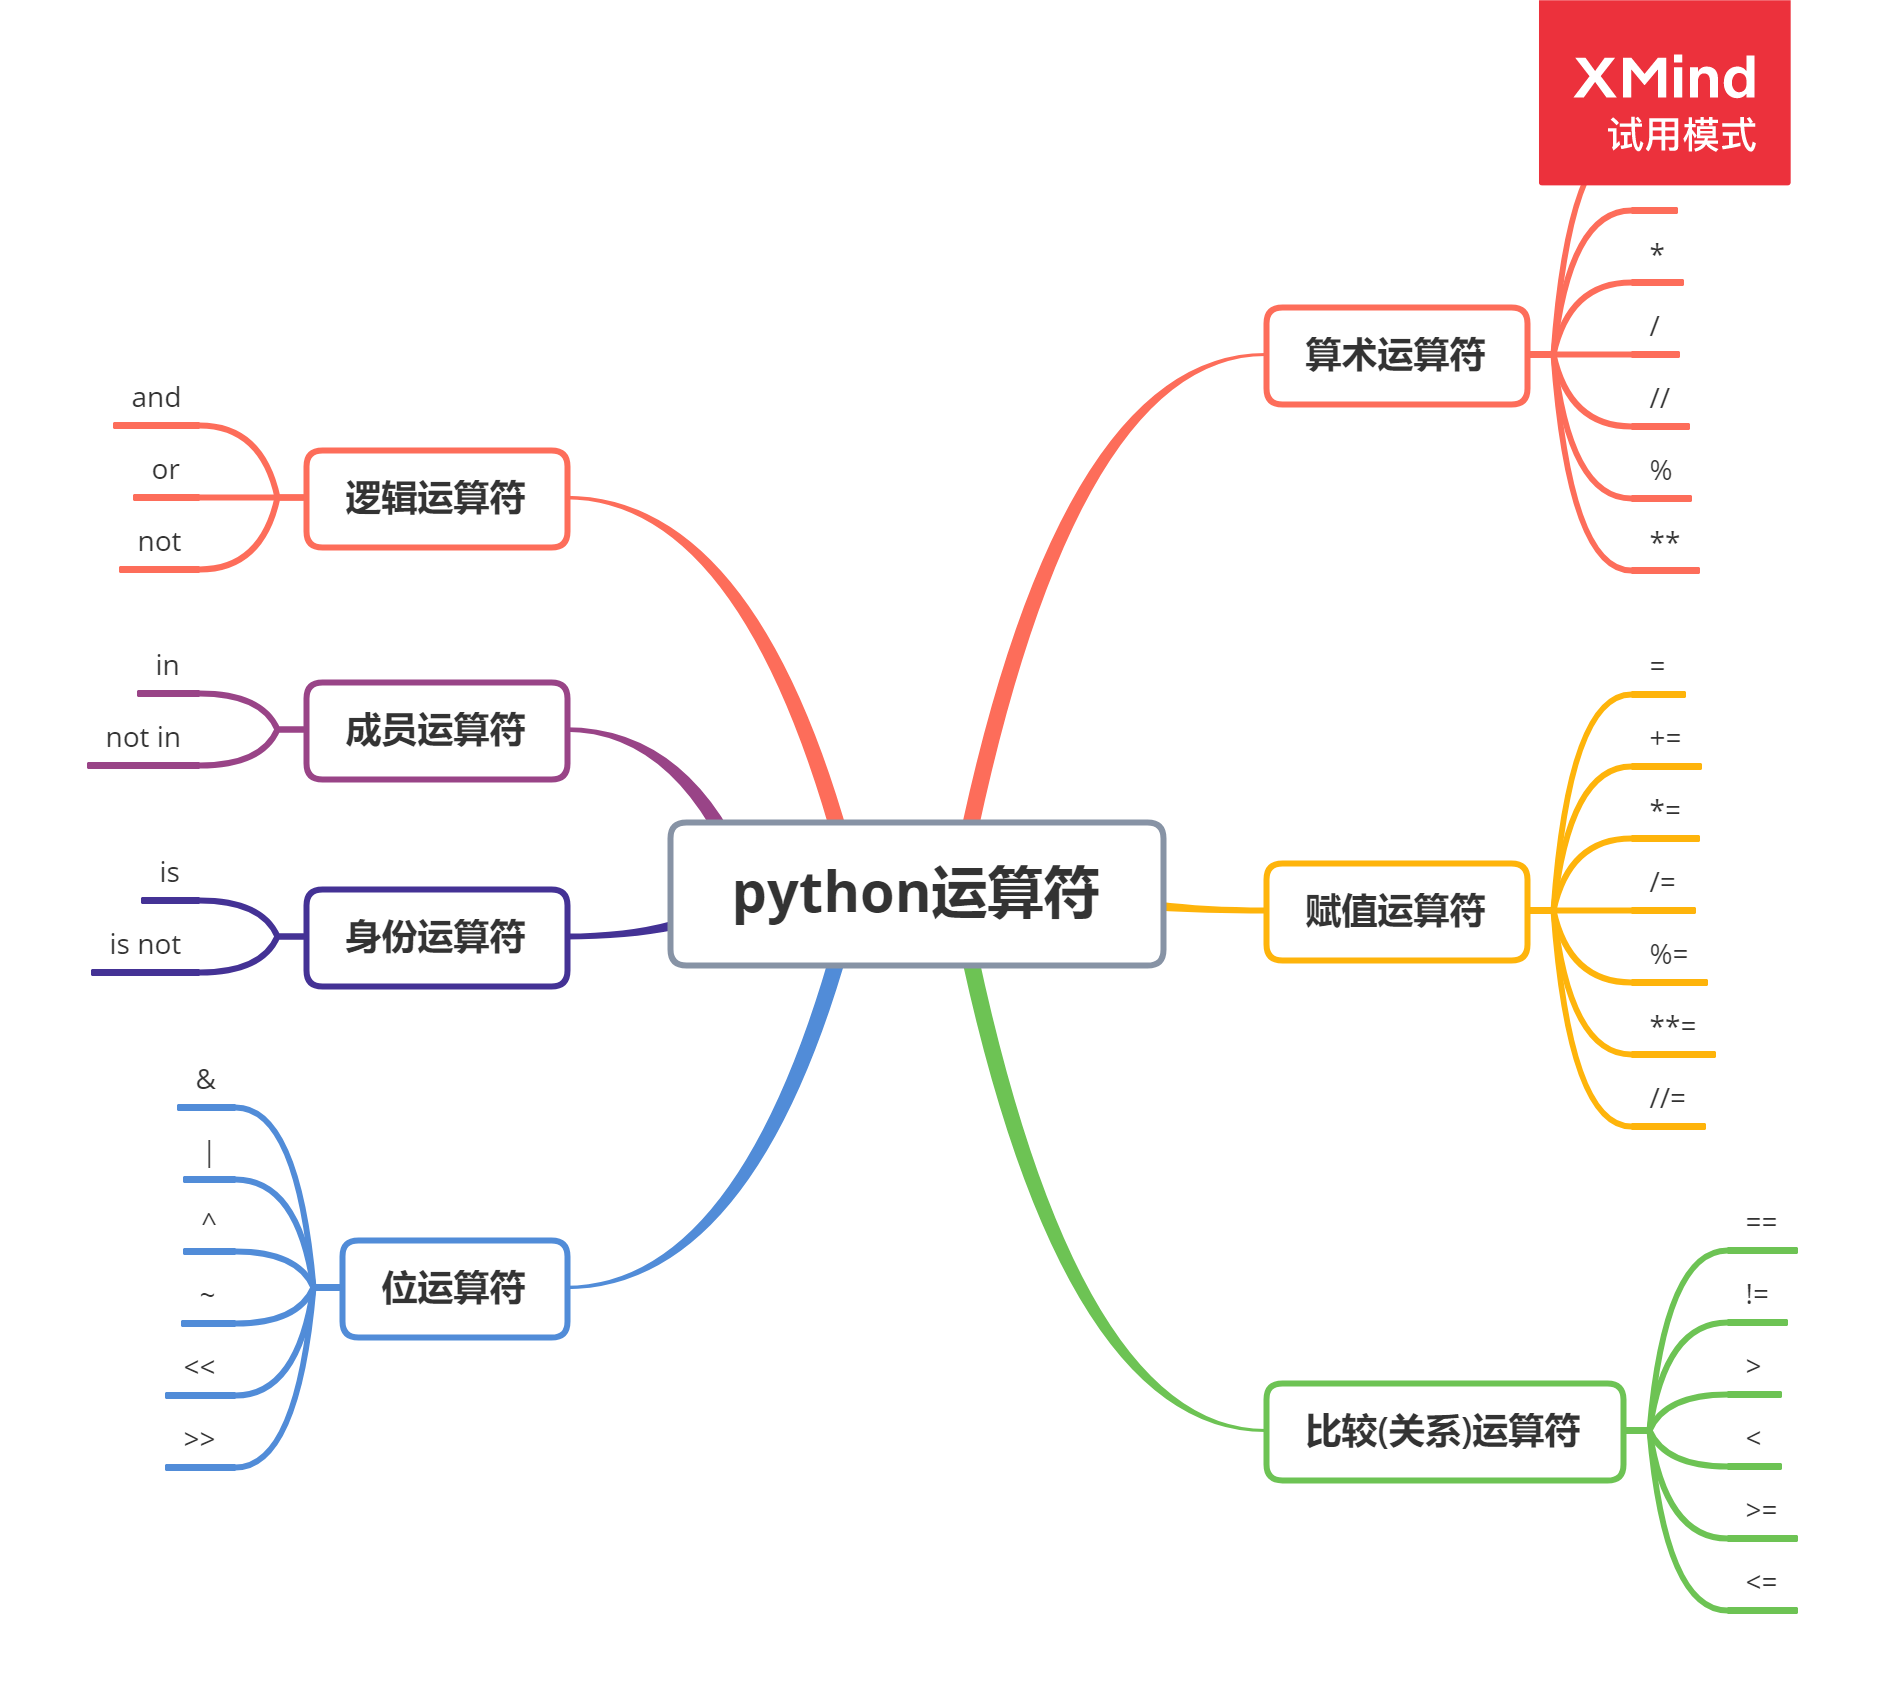 XMind
试用模式
python运算符
算术运算符
*
/
//
%
**
赋值运算符
=
+=
*=
/=
%=
**=
//=
比较(关系)运算符
==
!=
>
<
>=
<=
逻辑运算符
and
or
not
成员运算符
in
not in
身份运算符
is
is not
位运算符
&
|
^
~
<<
>>